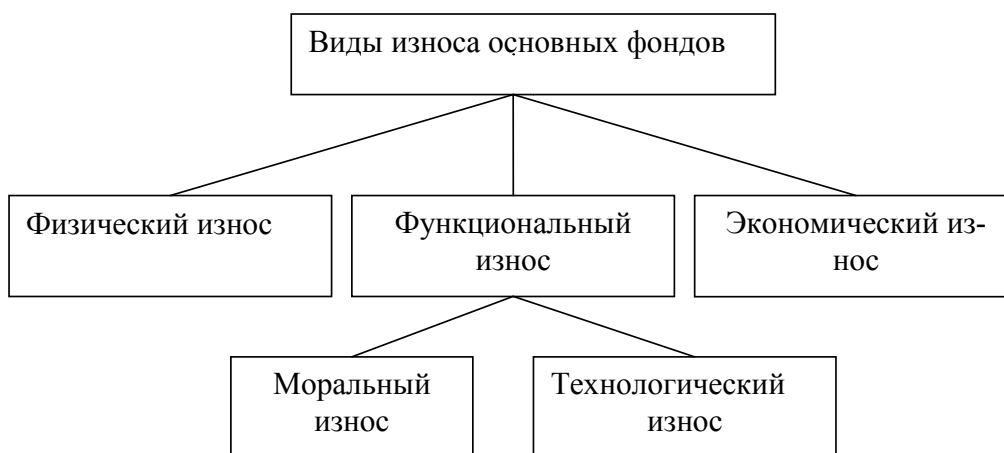 Виды износа основных фондов
Физический износ
Функциональный
износ
Экономический из-
нос
Моральный
износ
Технологический
износ